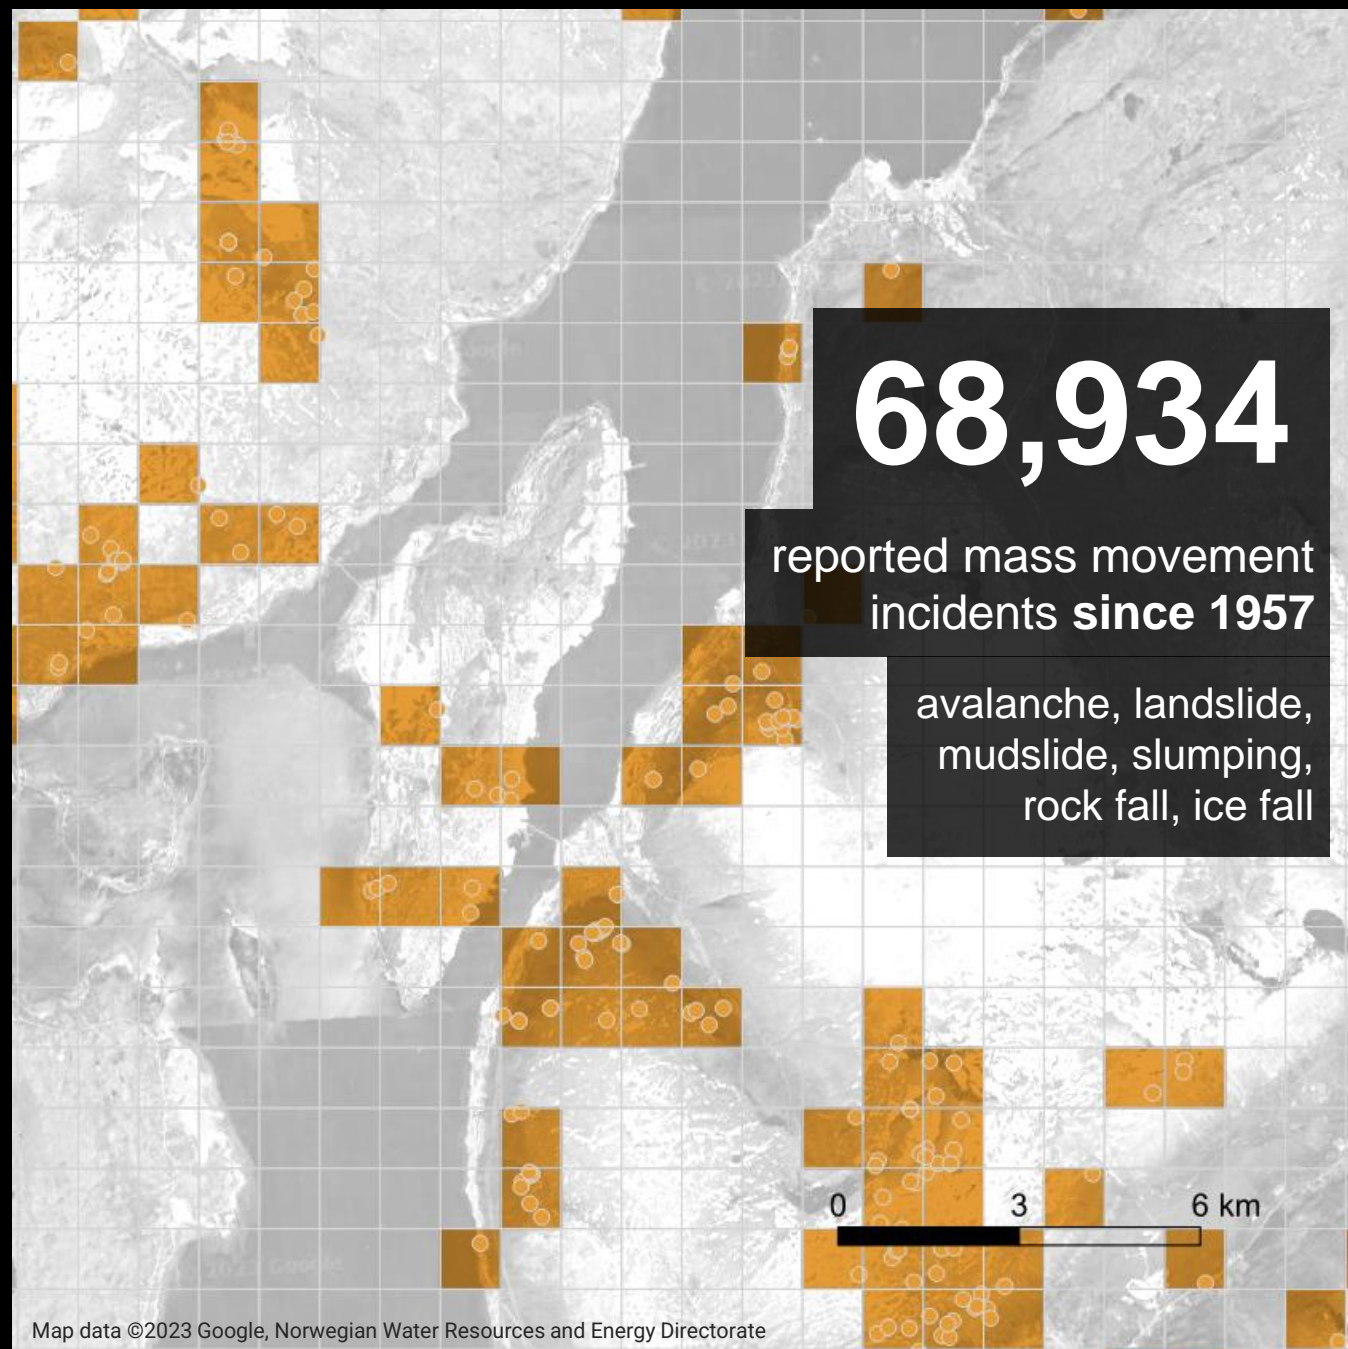 68,934
reported mass movement
incidents since 1957
avalanche, landslide,
mudslide, slumping,
rock fall, ice fall
0 3 6 km
Map data ©2023 Google, Norwegian Water Resources and Energy Directorate